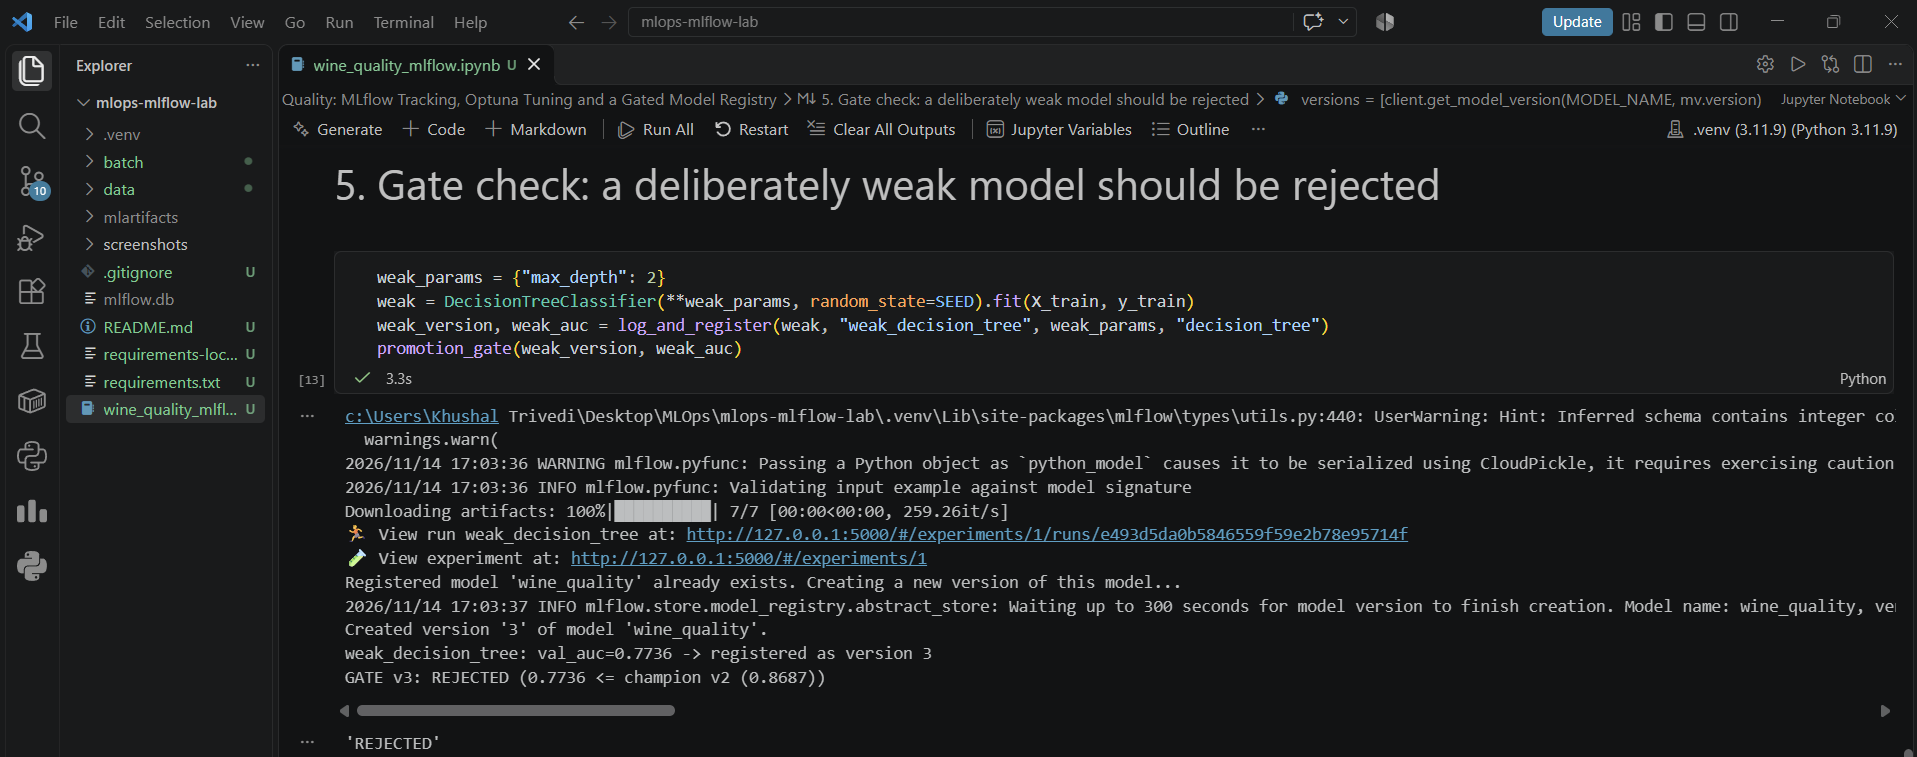 File Edit Selection View Go Run Terminal Help
mlops-mlflow-lab
Update
Explorer
mlops-mlflow-lab
.venv
batch
data
mlartifacts
screenshots
.gitignore U
mlflow.db
README.md U
requirements-loc... U
requirements.txt U
wine_quality_mlfl... U
10
wine_quality_mlflow.ipynb U
Quality: MLflow Tracking, Optuna Tuning and a Gated Model Registry > M↓ 5. Gate check: a deliberately weak model should be rejected > versions = [client.get_model_version(MODEL_NAME, mv.version) Jupyter Notebook
Generate + Code + Markdown Run All Restart Clear All Outputs Jupyter Variables Outline ... .venv (3.11.9) (Python 3.11.9)
5. Gate check: a deliberately weak model should be rejected
weak_params = {"max_depth": 2}
weak = DecisionTreeClassifier(**weak_params, random_state=SEED).fit(X_train, y_train)
weak_version, weak_auc = log_and_register(weak, "weak_decision_tree", weak_params, "decision_tree")
promotion_gate(weak_version, weak_auc)
[13] 3.3s Python
c:\Users\Khushal Trivedi\Desktop\MLOps\mlops-mlflow-lab\.venv\Lib\site-packages\mlflow\types\utils.py:440: UserWarning: Hint: Inferred schema contains integer co
warnings.warn(
2026/11/14 17:03:36 WARNING mlflow.pyfunc: Passing a Python object as `python_model` causes it to be serialized using CloudPickle, it requires exercising caution
2026/11/14 17:03:36 INFO mlflow.pyfunc: Validating input example against model signature
Downloading artifacts: 100%|██████████| 7/7 [00:00<00:00, 259.26it/s]
🏃 View run weak_decision_tree at: http://127.0.0.1:5000/#/experiments/1/runs/e493d5da0b5846559f59e2b78e95714f
🧪 View experiment at: http://127.0.0.1:5000/#/experiments/1
Registered model 'wine_quality' already exists. Creating a new version of this model...
2026/11/14 17:03:37 INFO mlflow.store.model_registry.abstract_store: Waiting up to 300 seconds for model version to finish creation. Model name: wine_quality, ve
Created version '3' of model 'wine_quality'.
weak_decision_tree: val_auc=0.7736 -> registered as version 3
GATE v3: REJECTED (0.7736 <= champion v2 (0.8687))
'REJECTED'